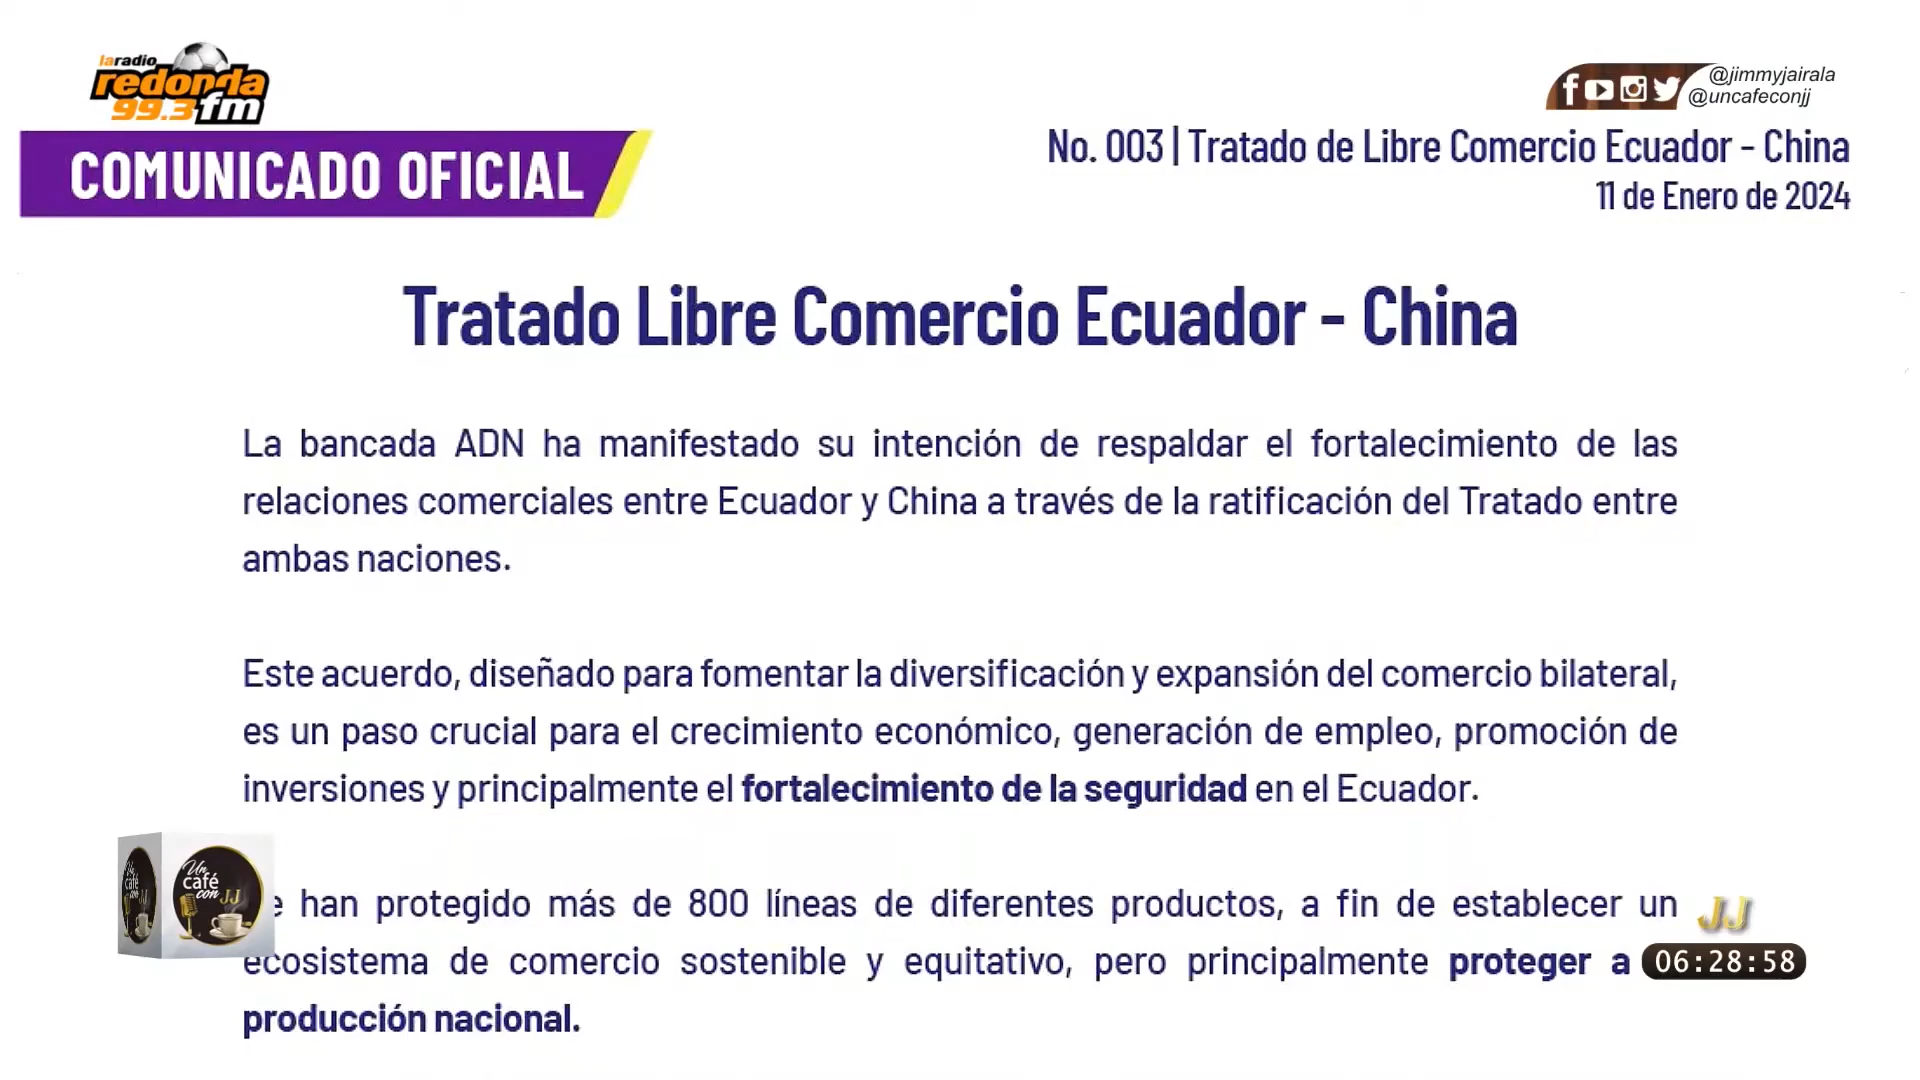 laradio
redonda
99.3fm
@jimmyjairala
@uncafeconjj
COMUNICADO OFICIAL
No. 003 | Tratado de Libre Comercio Ecuador - China
11 de Enero de 2024
Tratado Libre Comercio Ecuador - China
La bancada ADN ha manifestado su intención de respaldar el fortalecimiento de las
relaciones comerciales entre Ecuador y China a través de la ratificación del Tratado entre
ambas naciones.
Este acuerdo, diseñado para fomentar la diversificación y expansión del comercio bilateral,
es un paso crucial para el crecimiento económico, generación de empleo, promoción de
inversiones y principalmente el fortalecimiento de la seguridad en el Ecuador.
han protegido más de 800 líneas de diferentes productos, a fin de establecer un
ecosistema de comercio sostenible y equitativo, pero principalmente proteger a
producción nacional.
Un
café
con JJ
Un
café
con JJ
JJ
06:28:58